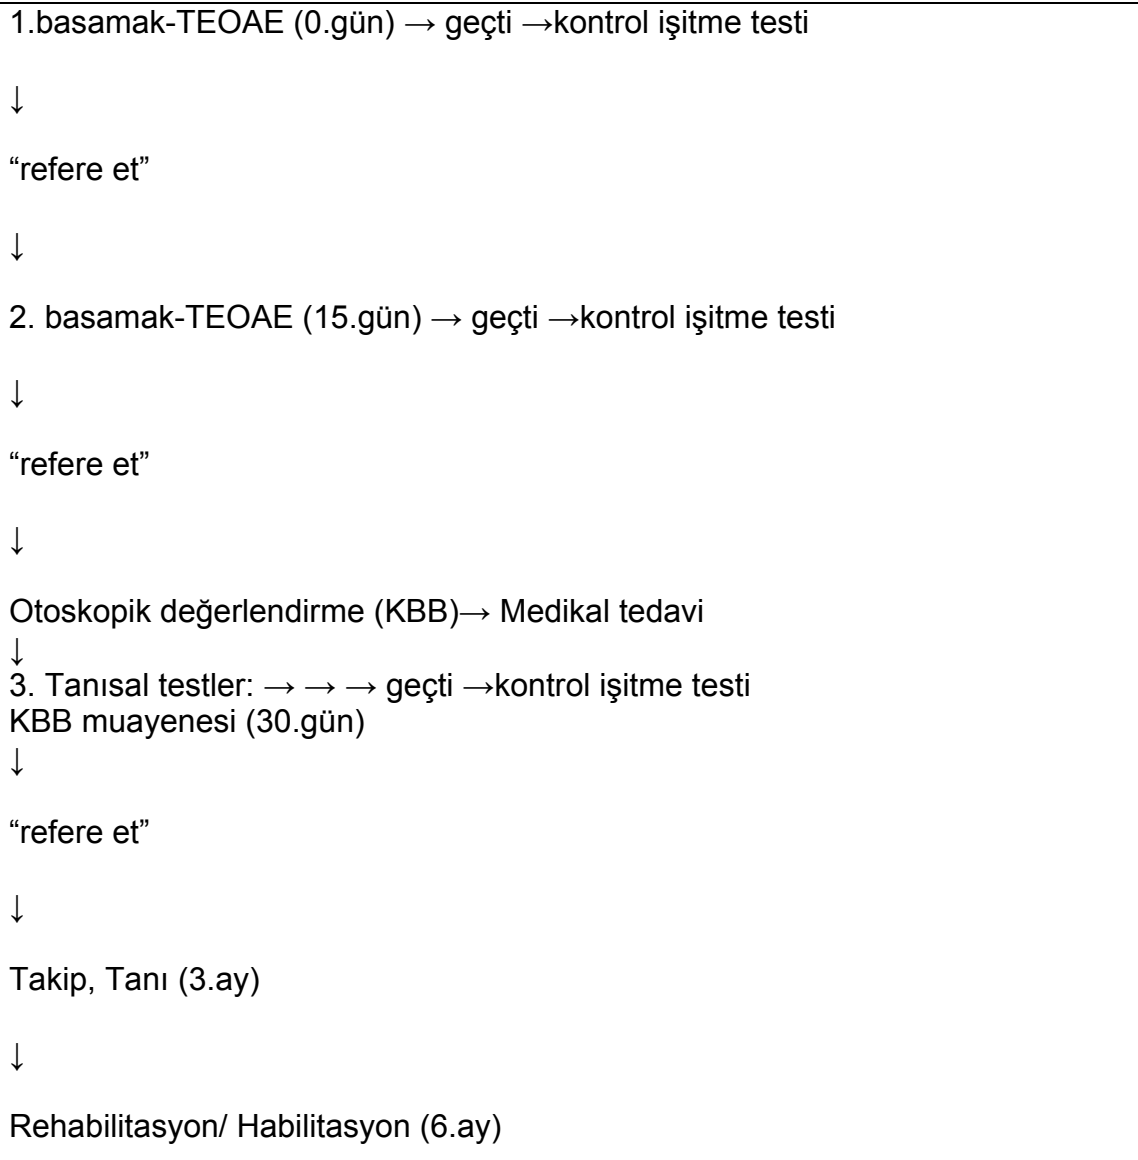 1.basamak-TEOAE (0.gün) → geçti →kontrol işitme testi
↓
“refere et”
↓
2. basamak-TEOAE (15.gün) → geçti →kontrol işitme testi
↓
“refere et”
↓
Otoskopik değerlendirme (KBB)→ Medikal tedavi
↓
3. Tanısal testler: → → → geçti →kontrol işitme testi
KBB muayenesi (30.gün)
↓
“refere et”
↓
Takip, Tanı (3.ay)
↓
Rehabilitasyon/ Habilitasyon (6.ay)